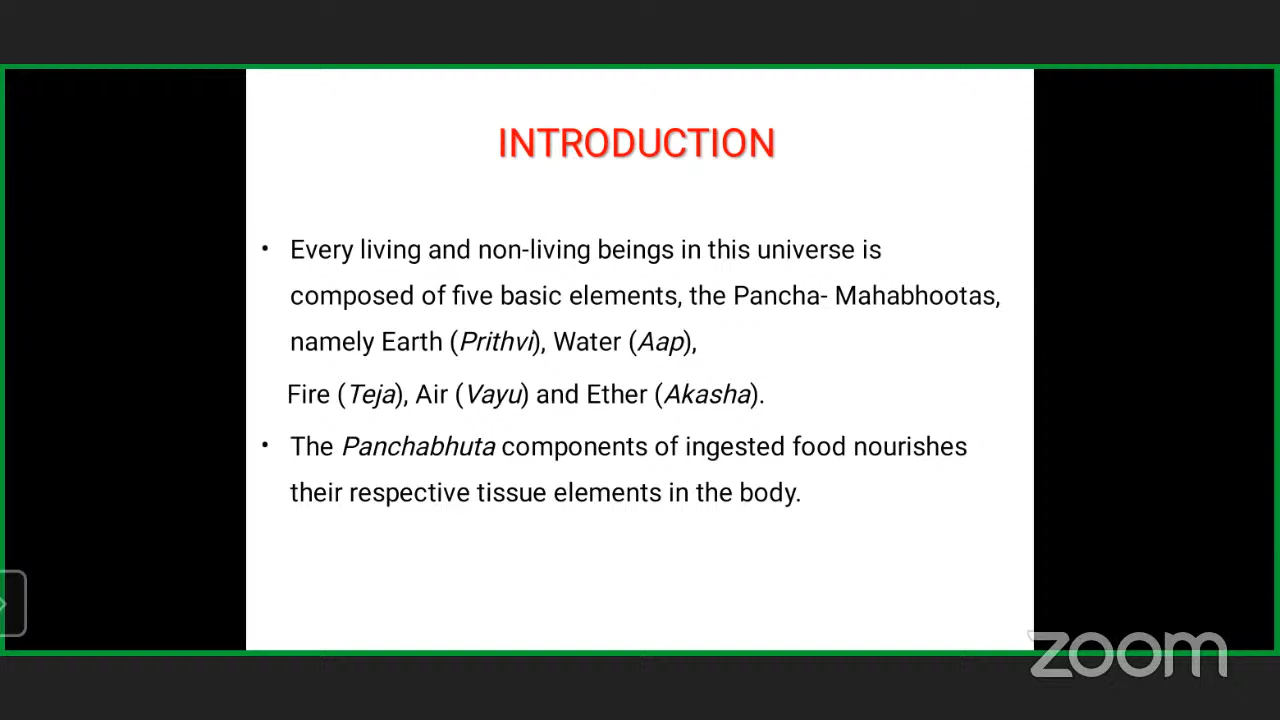 INTRODUCTION
• Every living and non-living beings in this universe is
composed of five basic elements, the Pancha- Mahabhootas,
namely Earth (Prithvi), Water (Aap),
Fire (Teja), Air (Vayu) and Ether (Akasha).
• The Panchabhuta components of ingested food nourishes
their respective tissue elements in the body.
zoom